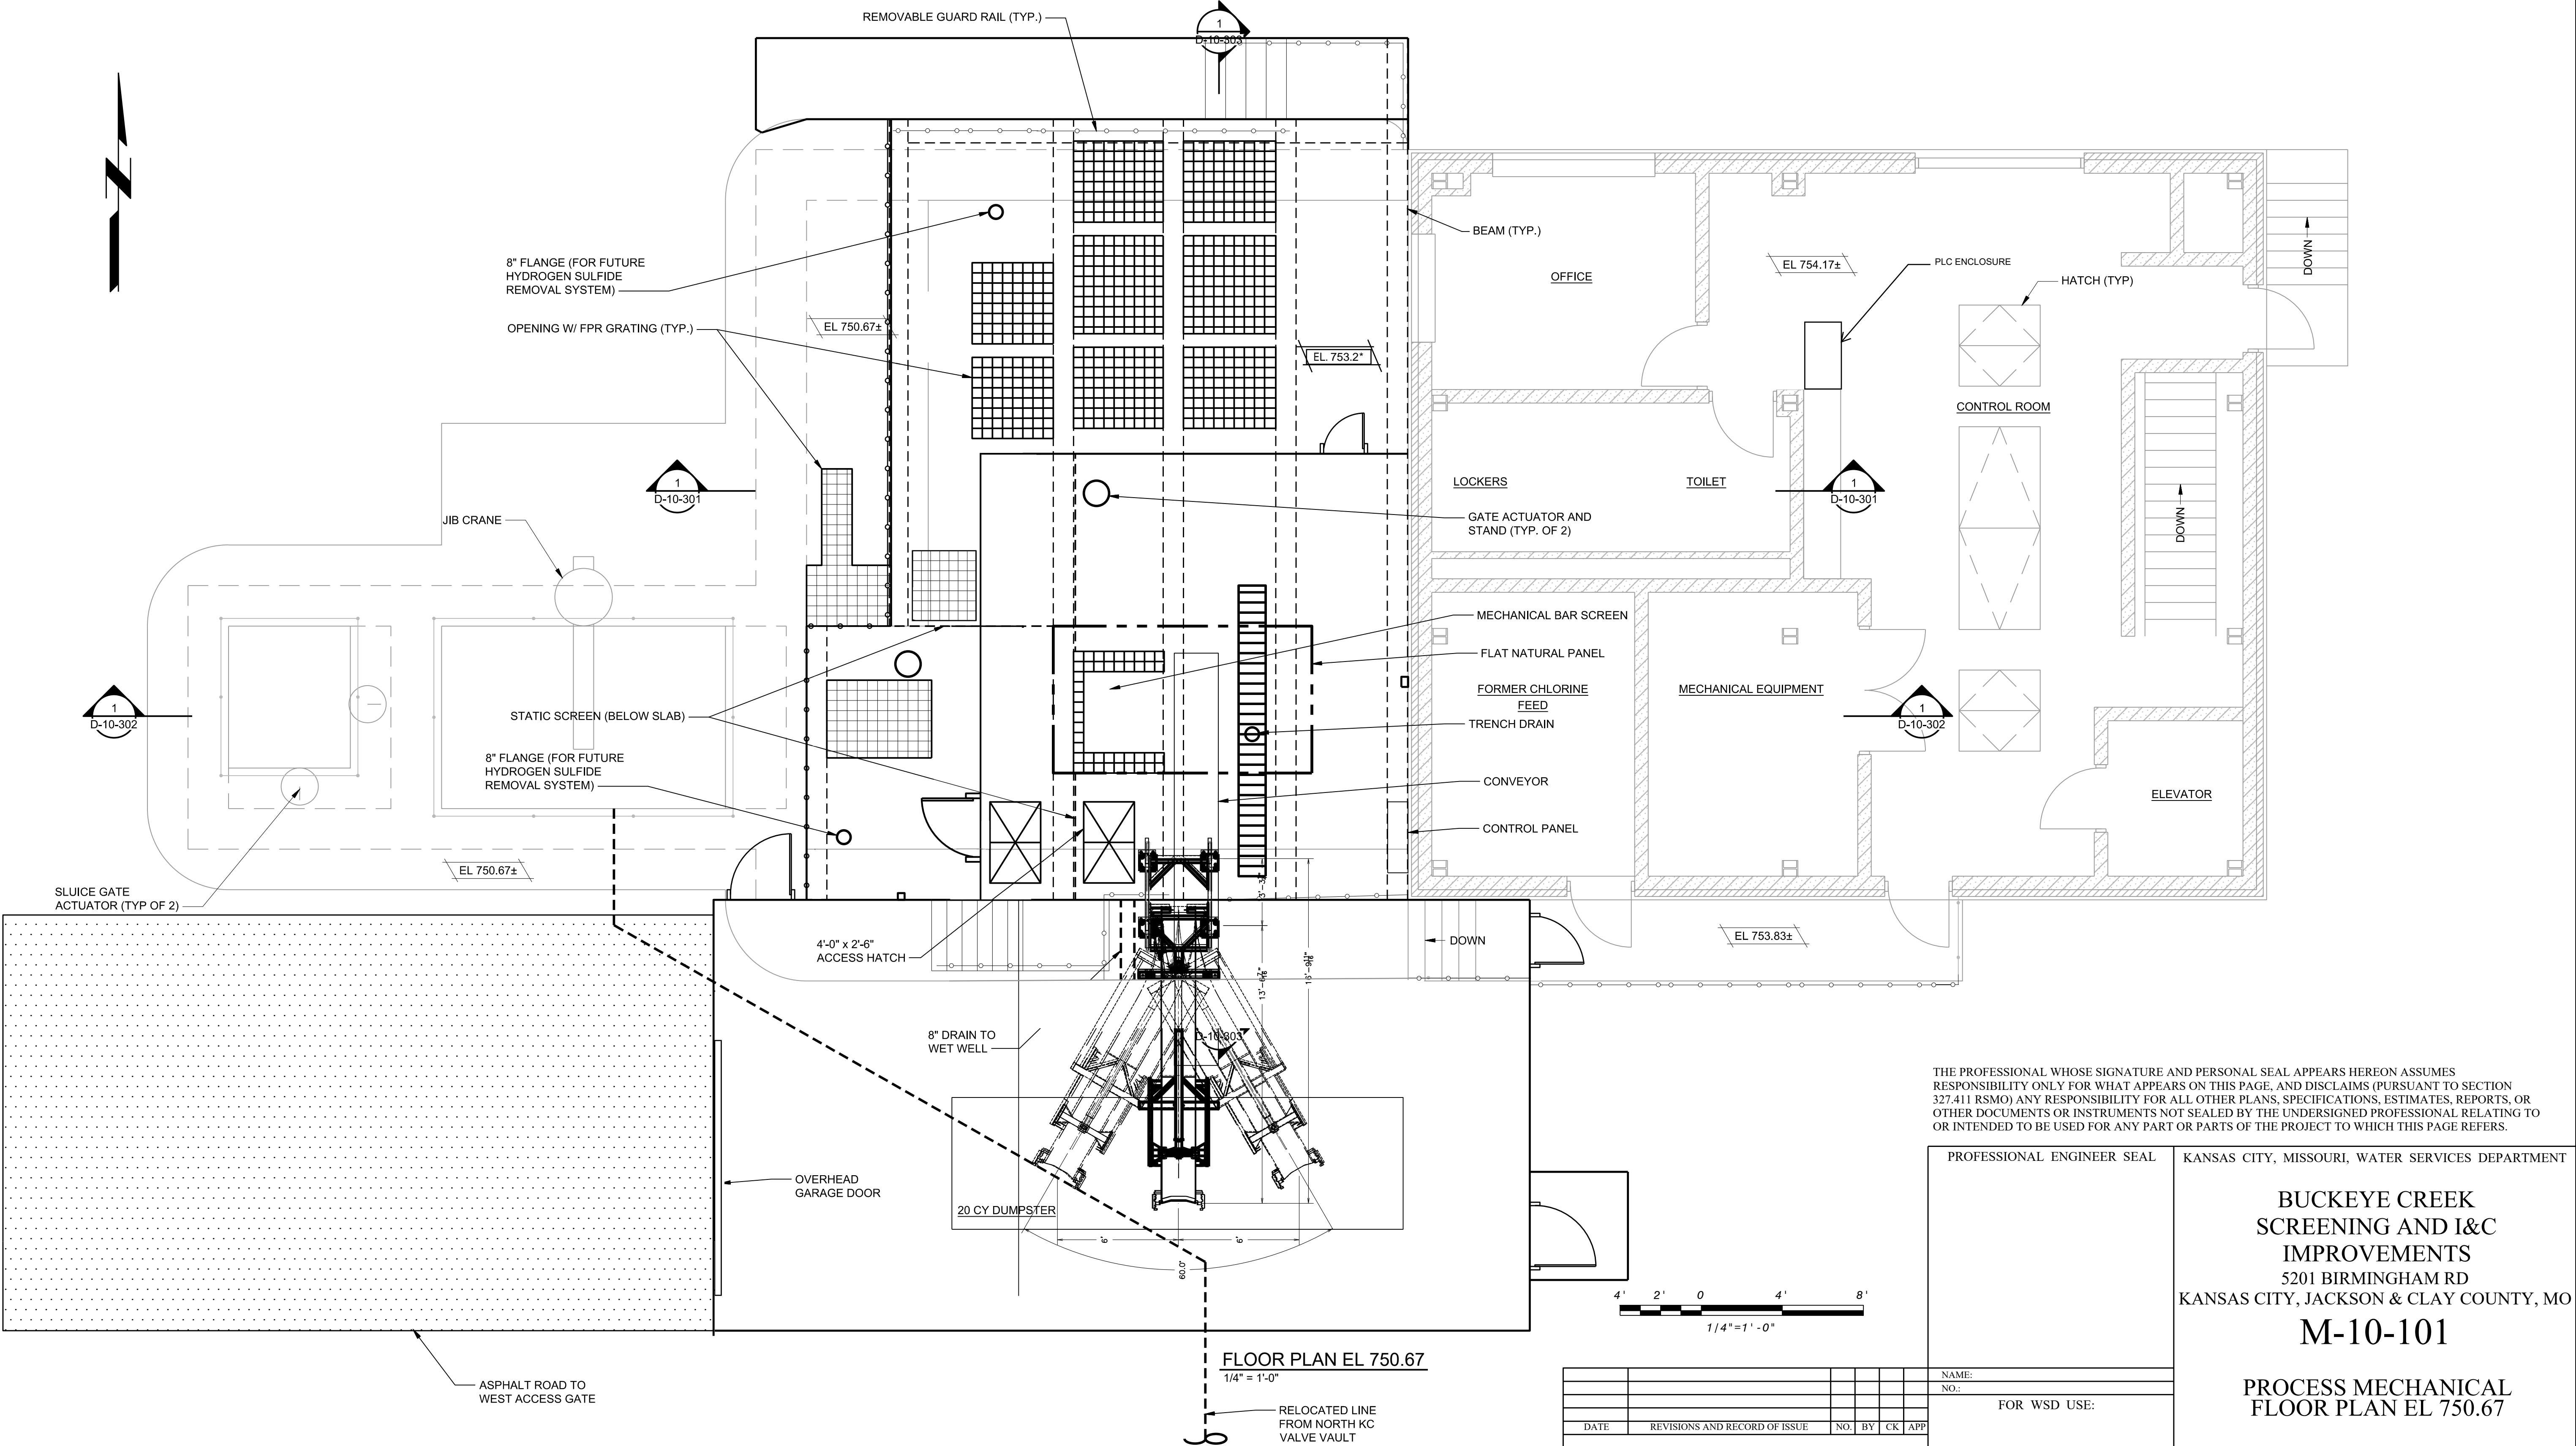 REMOVABLE GUARD RAIL (TYP.)
1
D-10-303
8" FLANGE (FOR FUTURE
HYDROGEN SULFIDE
REMOVAL SYSTEM)
OPENING W/ FPR GRATING (TYP.)
EL 750.67±
EL. 753.2*
BEAM (TYP.)
OFFICE
EL 754.17±
PLC ENCLOSURE
HATCH (TYP)
DOWN
CONTROL ROOM
1
D-10-301
LOCKERS
TOILET
1
D-10-301
JIB CRANE
GATE ACTUATOR AND
STAND (TYP. OF 2)
DOWN
MECHANICAL BAR SCREEN
FLAT NATURAL PANEL
FORMER CHLORINE
FEED
MECHANICAL EQUIPMENT
1
D-10-302
STATIC SCREEN (BELOW SLAB)
TRENCH DRAIN
1
D-10-302
8" FLANGE (FOR FUTURE
HYDROGEN SULFIDE
REMOVAL SYSTEM)
CONVEYOR
ELEVATOR
CONTROL PANEL
EL 750.67±
SLUICE GATE
ACTUATOR (TYP OF 2)
4'-0" x 2'-6"
ACCESS HATCH
DOWN
EL 753.83±
8" DRAIN TO
WET WELL
D-10-303
OVERHEAD
GARAGE DOOR
20 CY DUMPSTER
6'
6'
60.0'
4' 2' 0 4' 8'
1/4"=1'-0"
FLOOR PLAN EL 750.67
1/4" = 1'-0"
ASPHALT ROAD TO
WEST ACCESS GATE
RELOCATED LINE
FROM NORTH KC
VALVE VAULT
THE PROFESSIONAL WHOSE SIGNATURE AND PERSONAL SEAL APPEARS HEREON ASSUMES
RESPONSIBILITY ONLY FOR WHAT APPEARS ON THIS PAGE, AND DISCLAIMS (PURSUANT TO SECTION
327.411 RSMO) ANY RESPONSIBILITY FOR ALL OTHER PLANS, SPECIFICATIONS, ESTIMATES, REPORTS, OR
OTHER DOCUMENTS OR INSTRUMENTS NOT SEALED BY THE UNDERSIGNED PROFESSIONAL RELATING TO
OR INTENDED TO BE USED FOR ANY PART OR PARTS OF THE PROJECT TO WHICH THIS PAGE REFERS.
PROFESSIONAL ENGINEER SEAL
KANSAS CITY, MISSOURI, WATER SERVICES DEPARTMENT
BUCKEYE CREEK
SCREENING AND I&C
IMPROVEMENTS
5201 BIRMINGHAM RD
KANSAS CITY, JACKSON & CLAY COUNTY, MO
M-10-101
PROCESS MECHANICAL
FLOOR PLAN EL 750.67
NAME:
NO.:
FOR WSD USE:
DATE REVISIONS AND RECORD OF ISSUE NO. BY CK APP